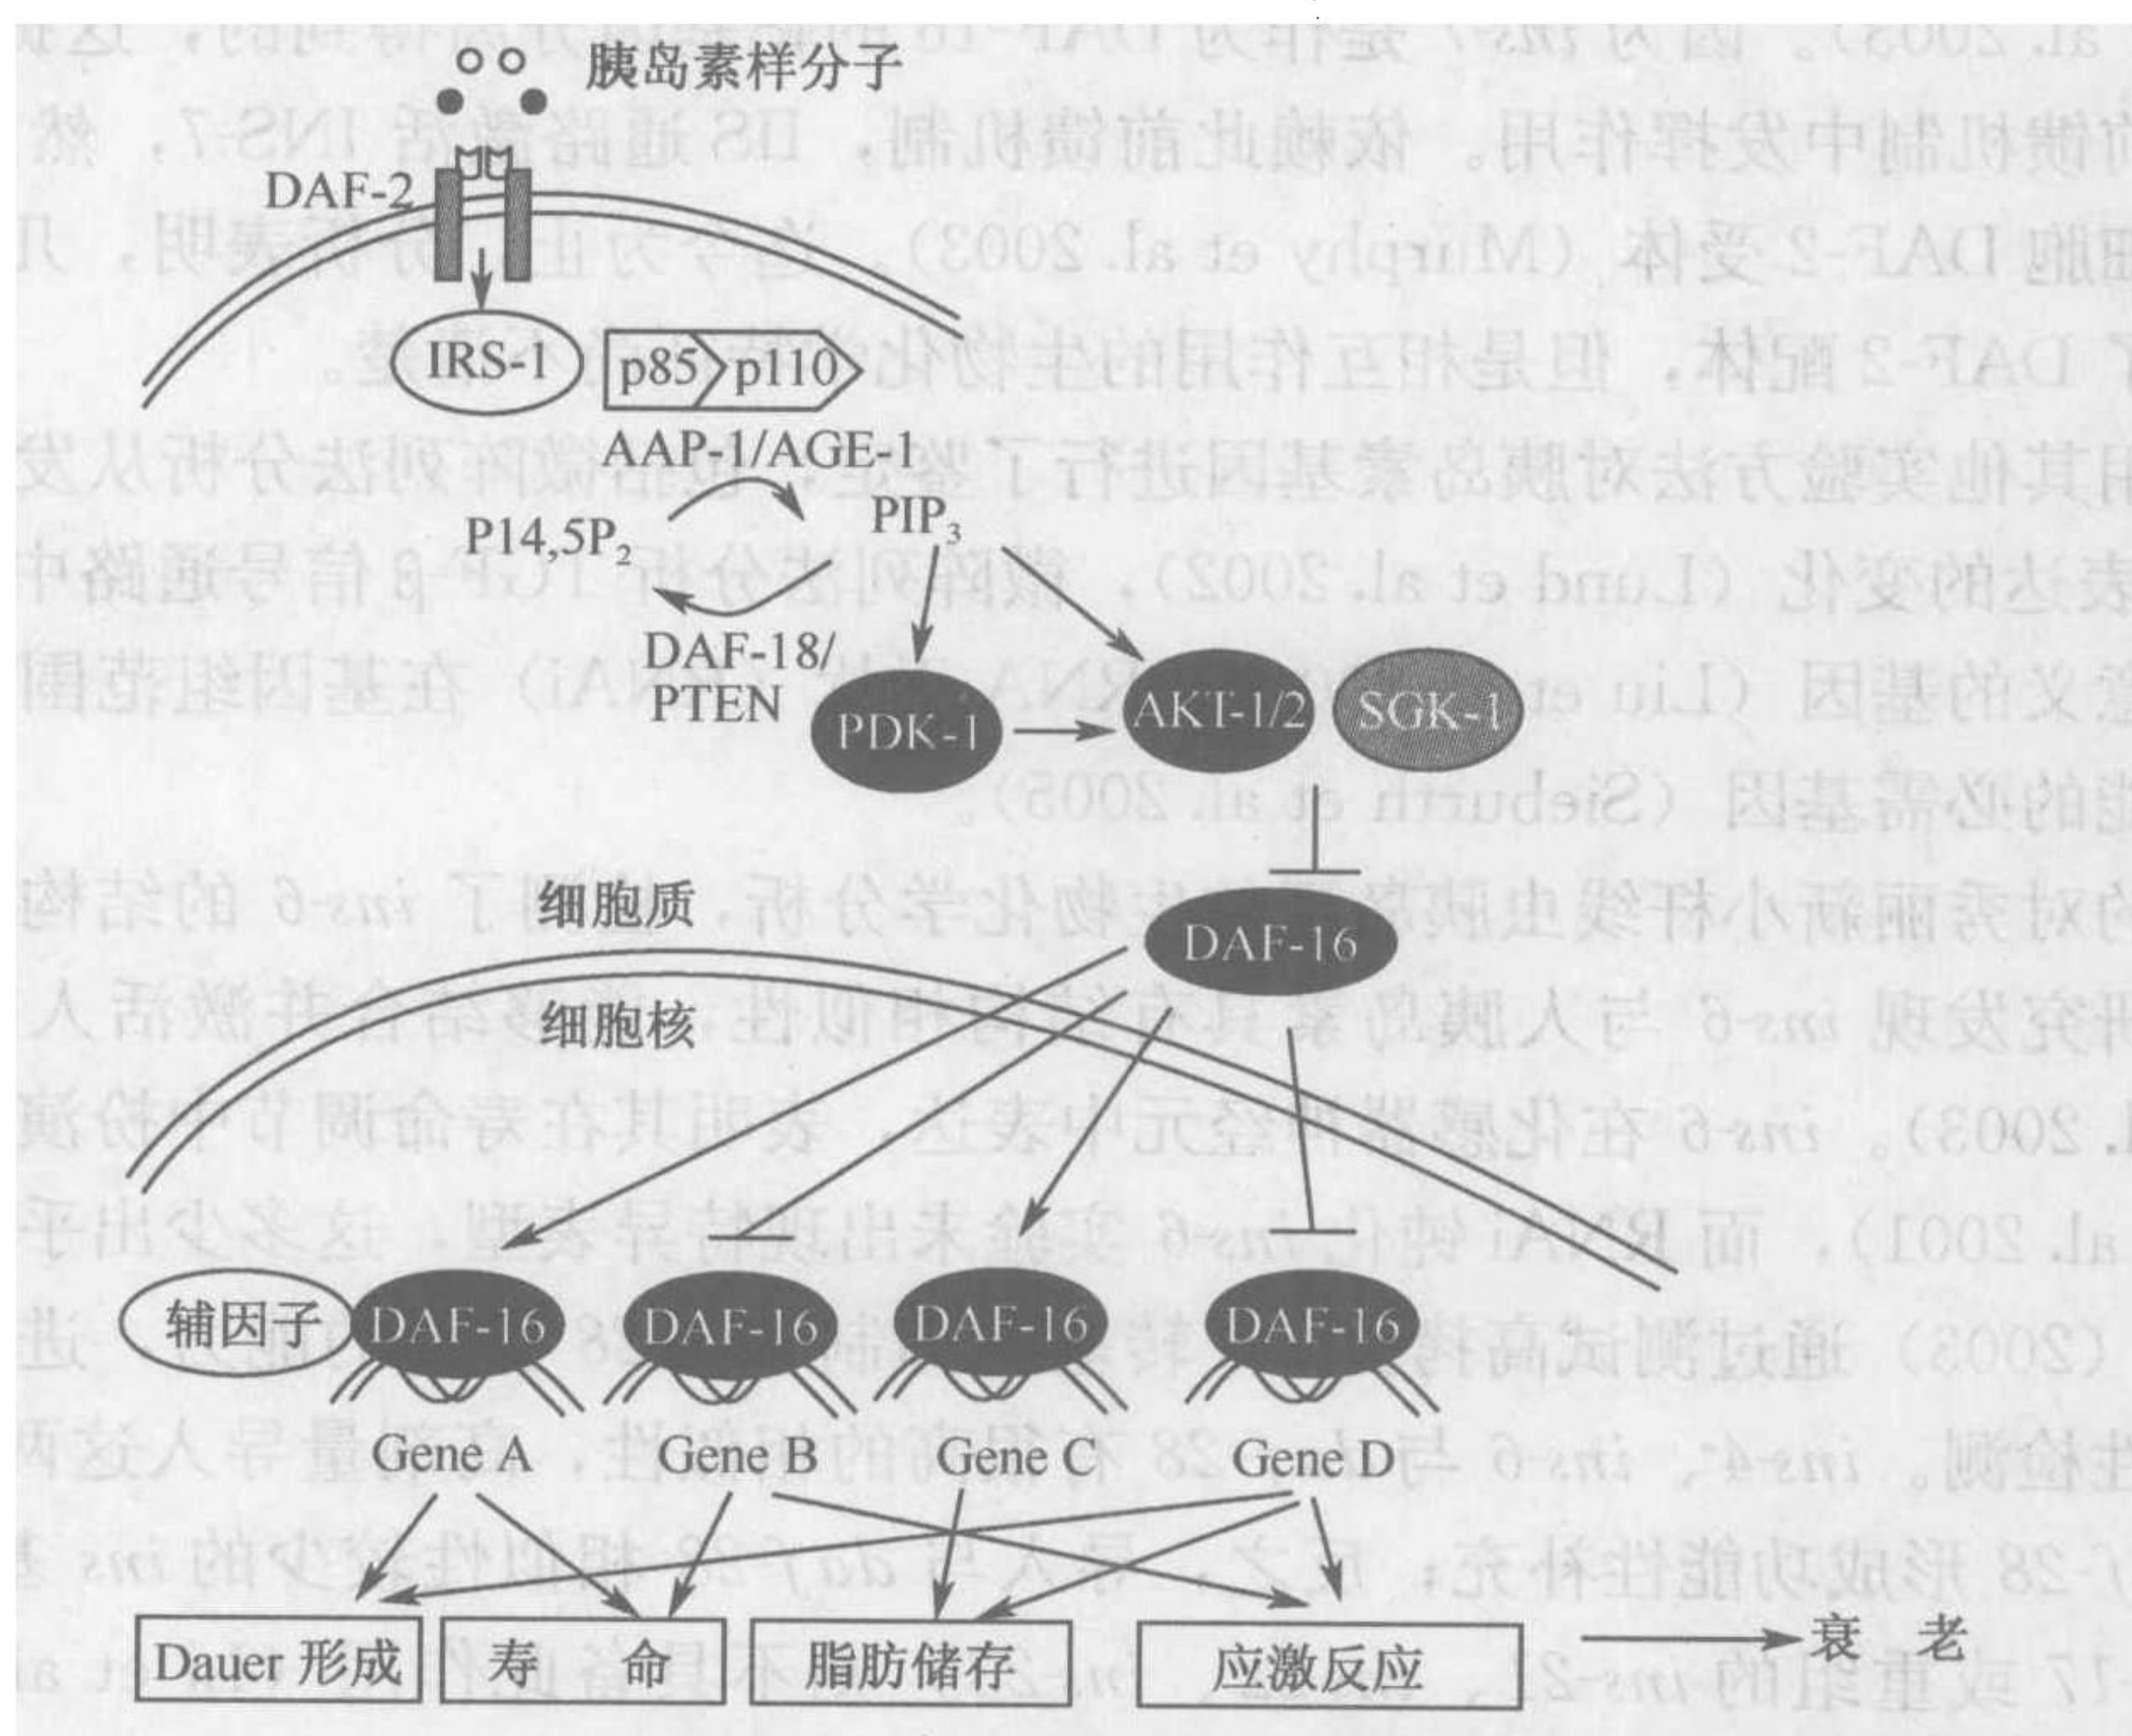 胰岛素样分子
DAF-2
IRS-1
p85 p110
AAP-1/AGE-1
P14,5P₂
PIP₃
DAF-18/
PTEN
PDK-1
AKT-1/2
SGK-1
细胞质
DAF-16
细胞核
辅因子
DAF-16
DAF-16
DAF-16
DAF-16
Gene A
Gene B
Gene C
Gene D
Dauer 形成
寿 命
脂肪储存
应激反应
衰 老